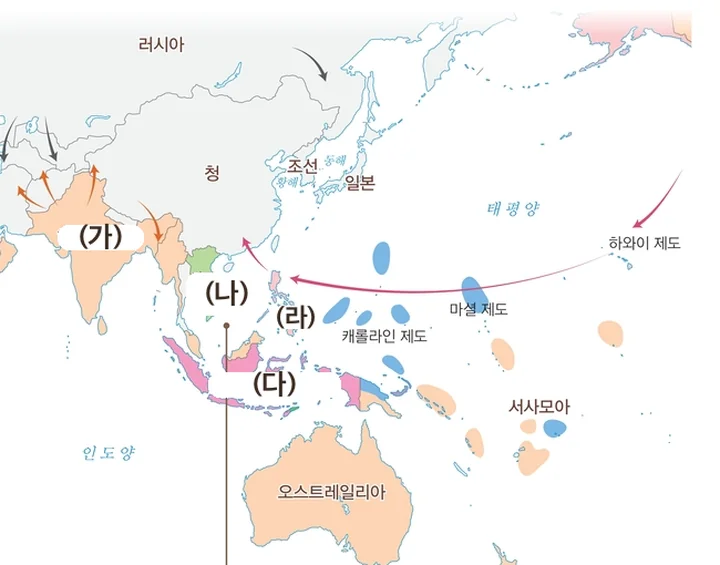 러시아
청
조선
동해
황해
일본
태평양
하와이 제도
(가)
(나)
(라)
마셜 제도
캐롤라인 제도
(다)
서사모아
인도양
오스트레일리아